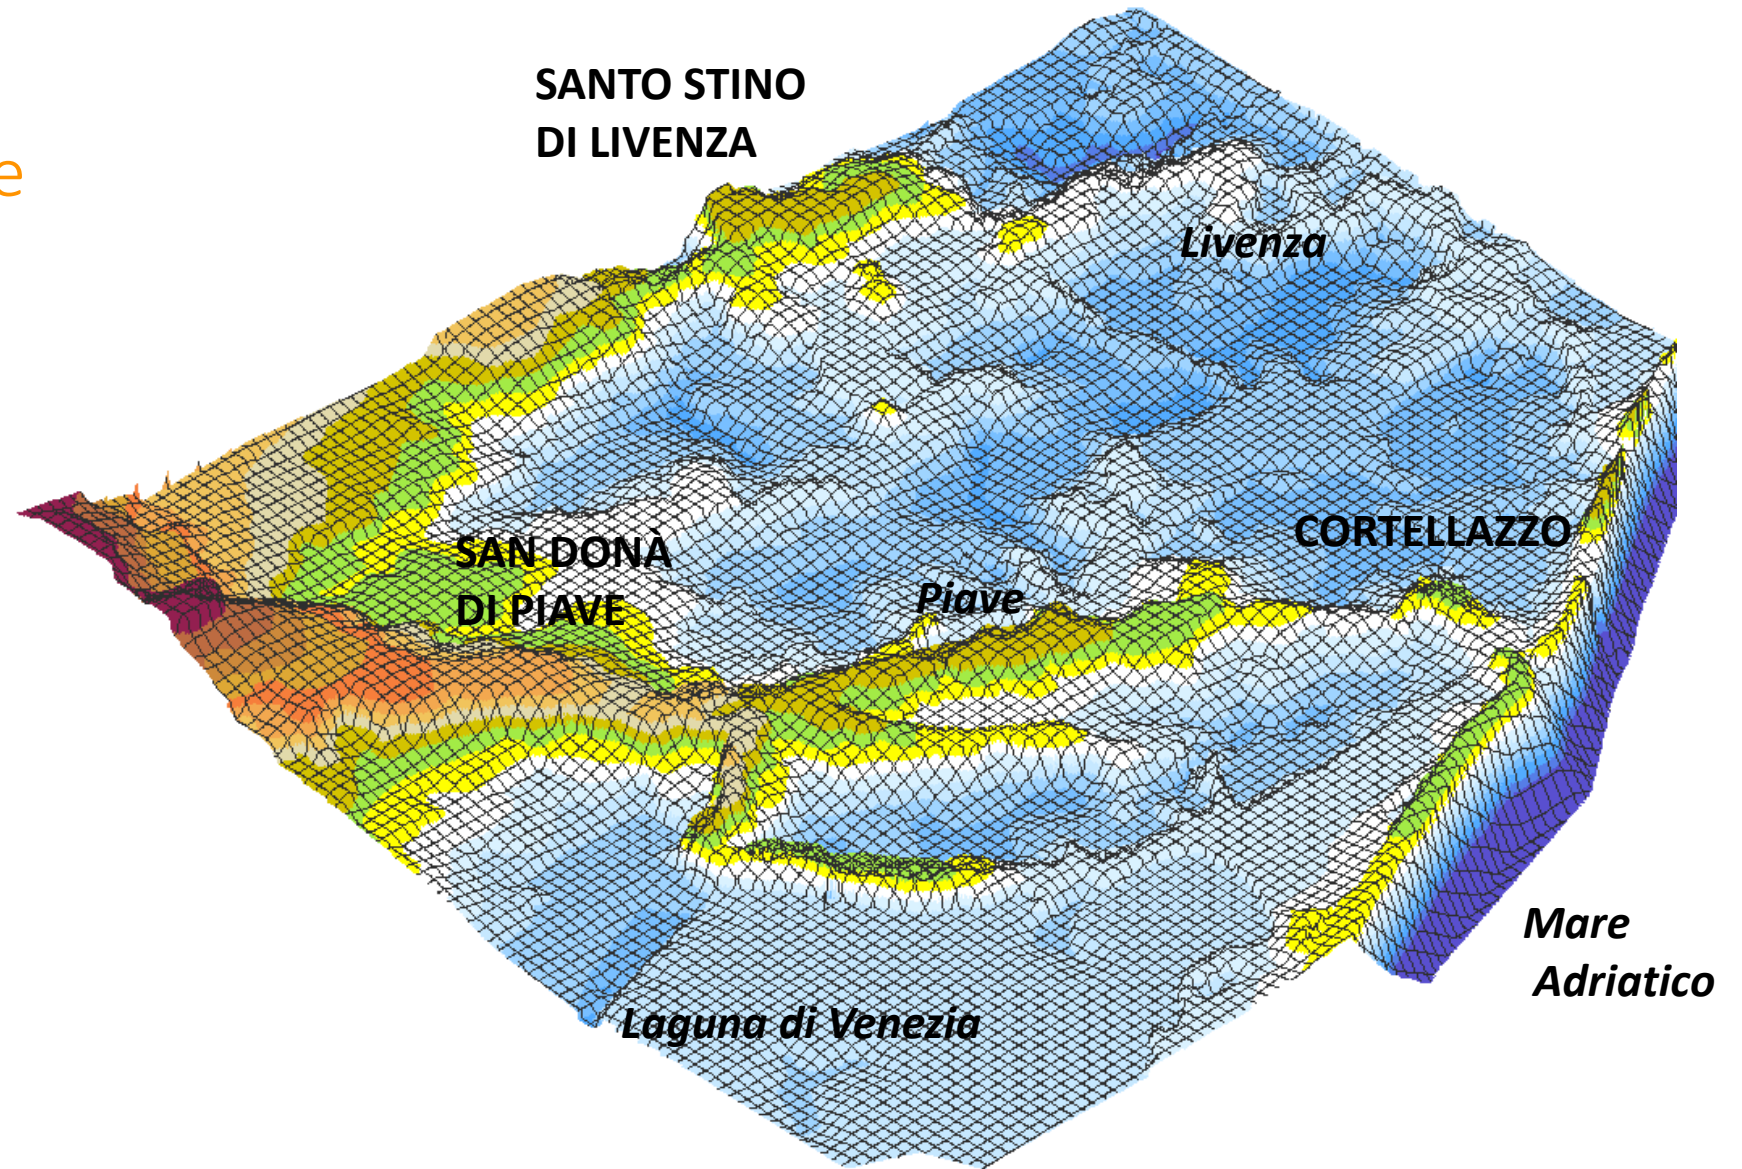 SANTO STINO
DI LIVENZA
e
Livenza
CORTELLAZZO
SAN DONÀ
DI PIAVE
Piave
Mare
Adriatico
Laguna di Venezia